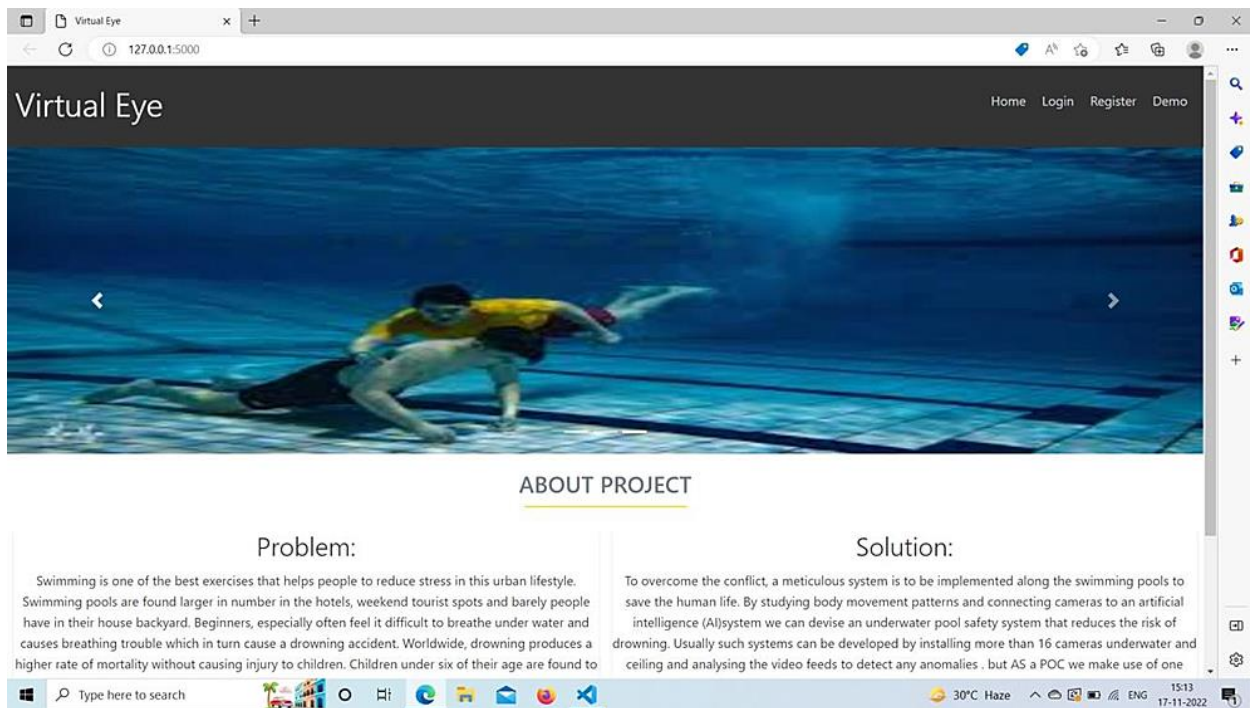 Virtual Eye
127.0.0.1:5000
Virtual Eye
Home Login Register Demo
ABOUT PROJECT
Problem:
Swimming is one of the best exercises that helps people to reduce stress in this urban lifestyle.
Swimming pools are found larger in number in the hotels, weekend tourist spots and barely people
have in their house backyard. Beginners, especially often feel it difficult to breathe under water and
causes breathing trouble which in turn cause a drowning accident. Worldwide, drowning produces a
higher rate of mortality without causing injury to children. Children under six of their age are found to
Solution:
To overcome the conflict, a meticulous system is to be implemented along the swimming pools to
save the human life. By studying body movement patterns and connecting cameras to an artificial
intelligence (AI)system we can devise an underwater pool safety system that reduces the risk of
drowning. Usually such systems can be developed by installing more than 16 cameras underwater and
ceiling and analysing the video feeds to detect any anomalies . but AS a POC we make use of one
Type here to search
30°C Haze
ENG
15:13
17-11-2022
1